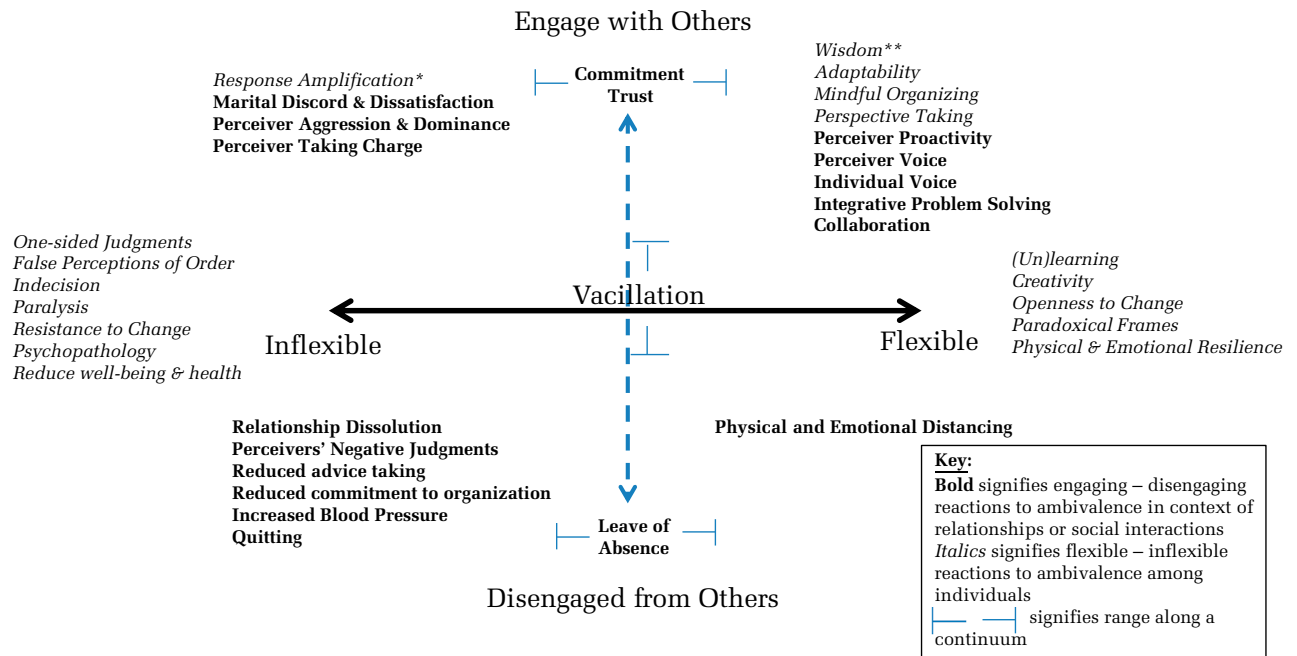 Engage with Others
Response Amplification*
Marital Discord & Dissatisfaction
Perceiver Aggression & Dominance
Perceiver Taking Charge
Commitment
Trust
Wisdom**
Adaptability
Mindful Organizing
Perspective Taking
Perceiver Proactivity
Perceiver Voice
Individual Voice
Integrative Problem Solving
Collaboration
One-sided Judgments
False Perceptions of Order
Indecision
Paralysis
Resistance to Change
Psychopathology
Reduce well-being & health
Inflexible
Vacillation
Flexible
(Un)learning
Creativity
Openness to Change
Paradoxical Frames
Physical & Emotional Resilience
Relationship Dissolution
Perceivers’ Negative Judgments
Reduced advice taking
Reduced commitment to organization
Increased Blood Pressure
Quitting
Leave of
Absence
Physical and Emotional Distancing
Disengaged from Others
Key:
Bold signifies engaging – disengaging
reactions to ambivalence in context of
relationships or social interactions
Italics signifies flexible – inflexible
reactions to ambivalence among
individuals
signifies range along a
continuum